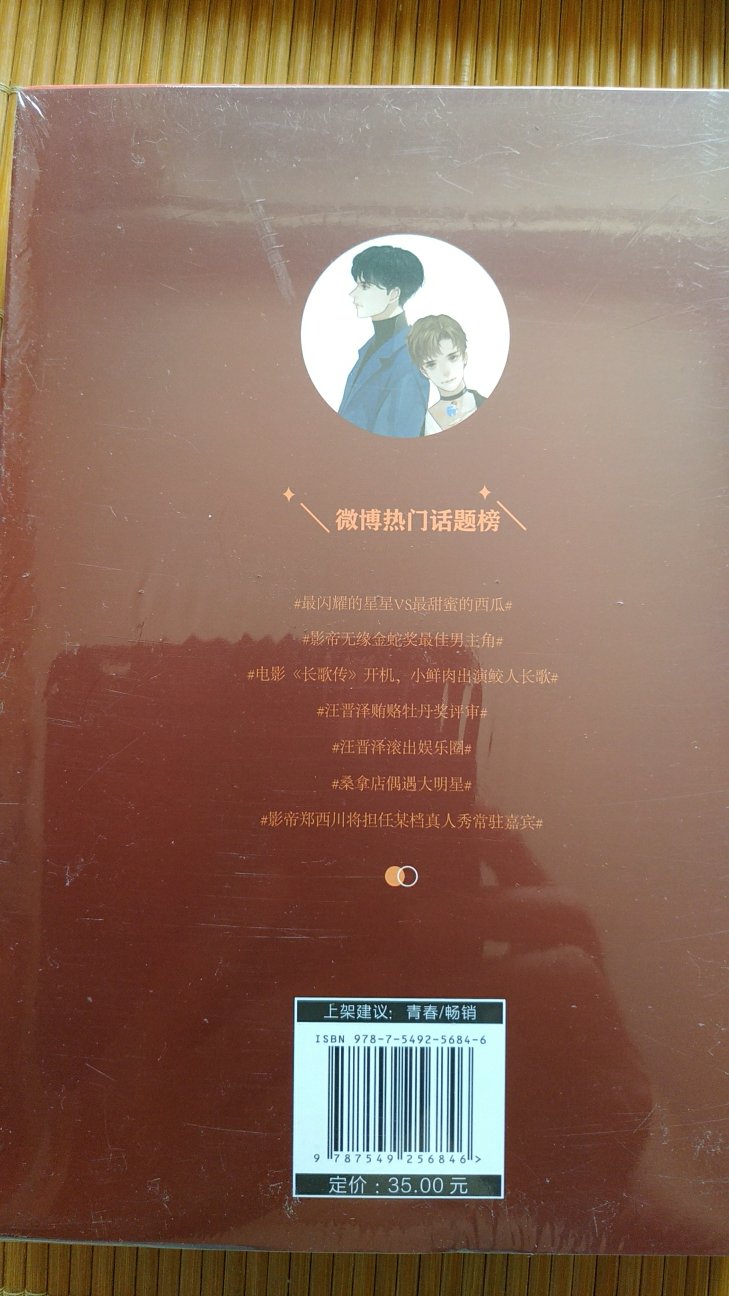 微博热门话题榜
#最闪耀的星星VS最甜蜜的西瓜#
#影帝无缘金蛇奖最佳男主角#
#电影《长歌传》开机，小鲜肉出演鲛人长歌#
#汪晋泽贿赂牡丹奖评审#
#汪晋泽滚出娱乐圈#
#桑拿店偶遇大明星#
#影帝郑西川将担任某档真人秀常驻嘉宾#
上架建议：青春/畅销
ISBN 978-7-5492-5684-6
9 787549 256846 >
定价：35.00 元